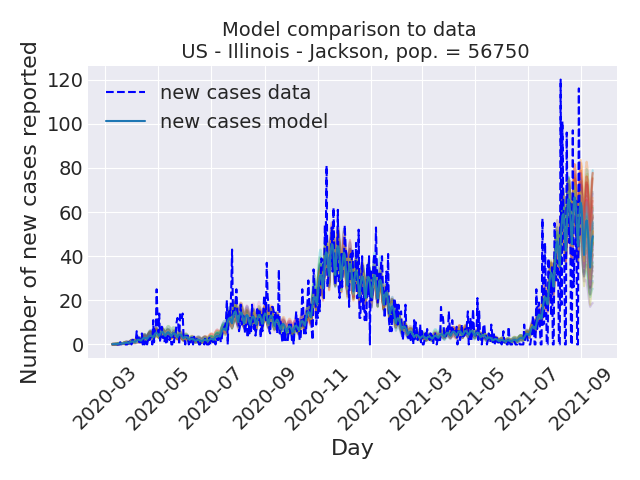 Model comparison to data
US - Illinois - Jackson, pop. = 56750
Number of new cases reported
120
100
80
60
40
20
0
new cases data
new cases model
2020-03
2020-05
2020-07
2020-09
2020-11
2021-01
2021-03
2021-05
2021-07
2021-09
Day